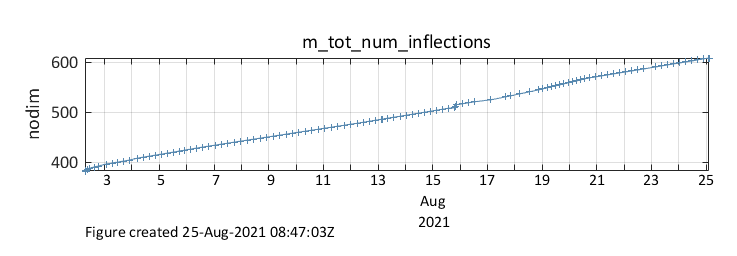 m_tot_num_inflections
600
500
400
nodim
3 5 7 9 11 13 15 17 19 21 23 25
Aug
2021
Figure created 25-Aug-2021 08:47:03Z